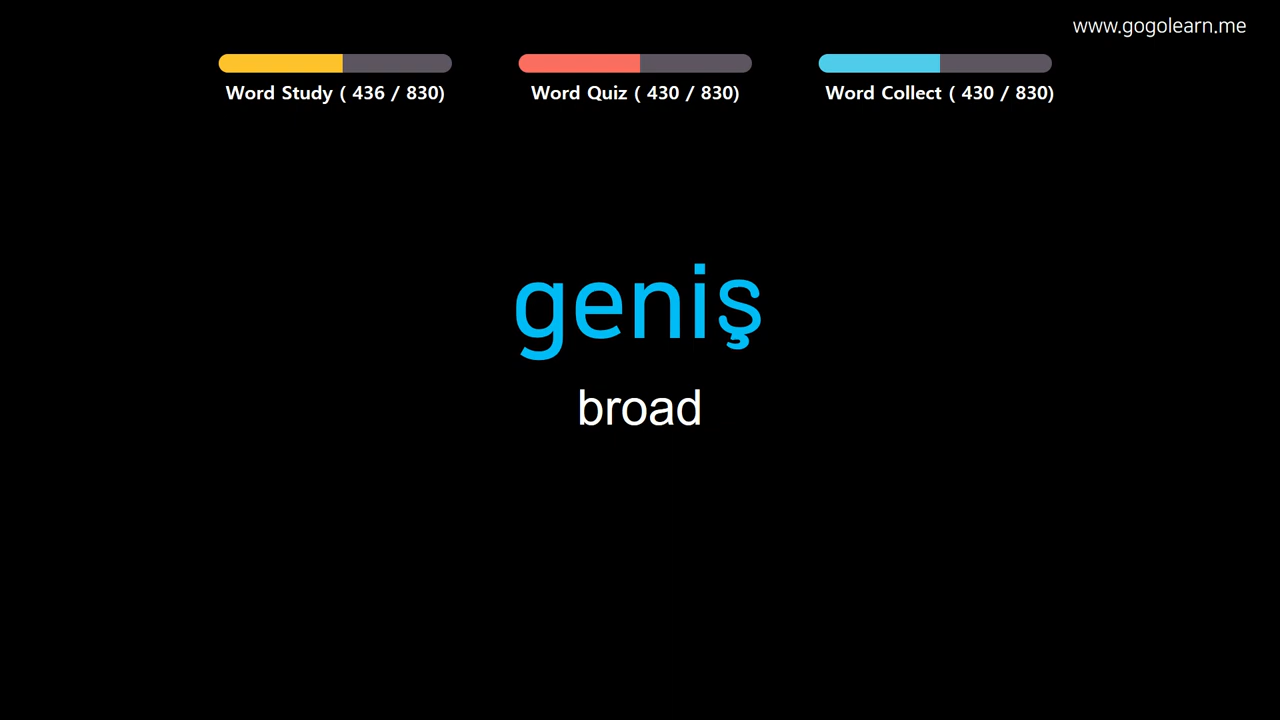 www.gogolearn.me
Word Study ( 436 / 830)
Word Quiz ( 430 / 830)
Word Collect ( 430 / 830)
geniş
broad